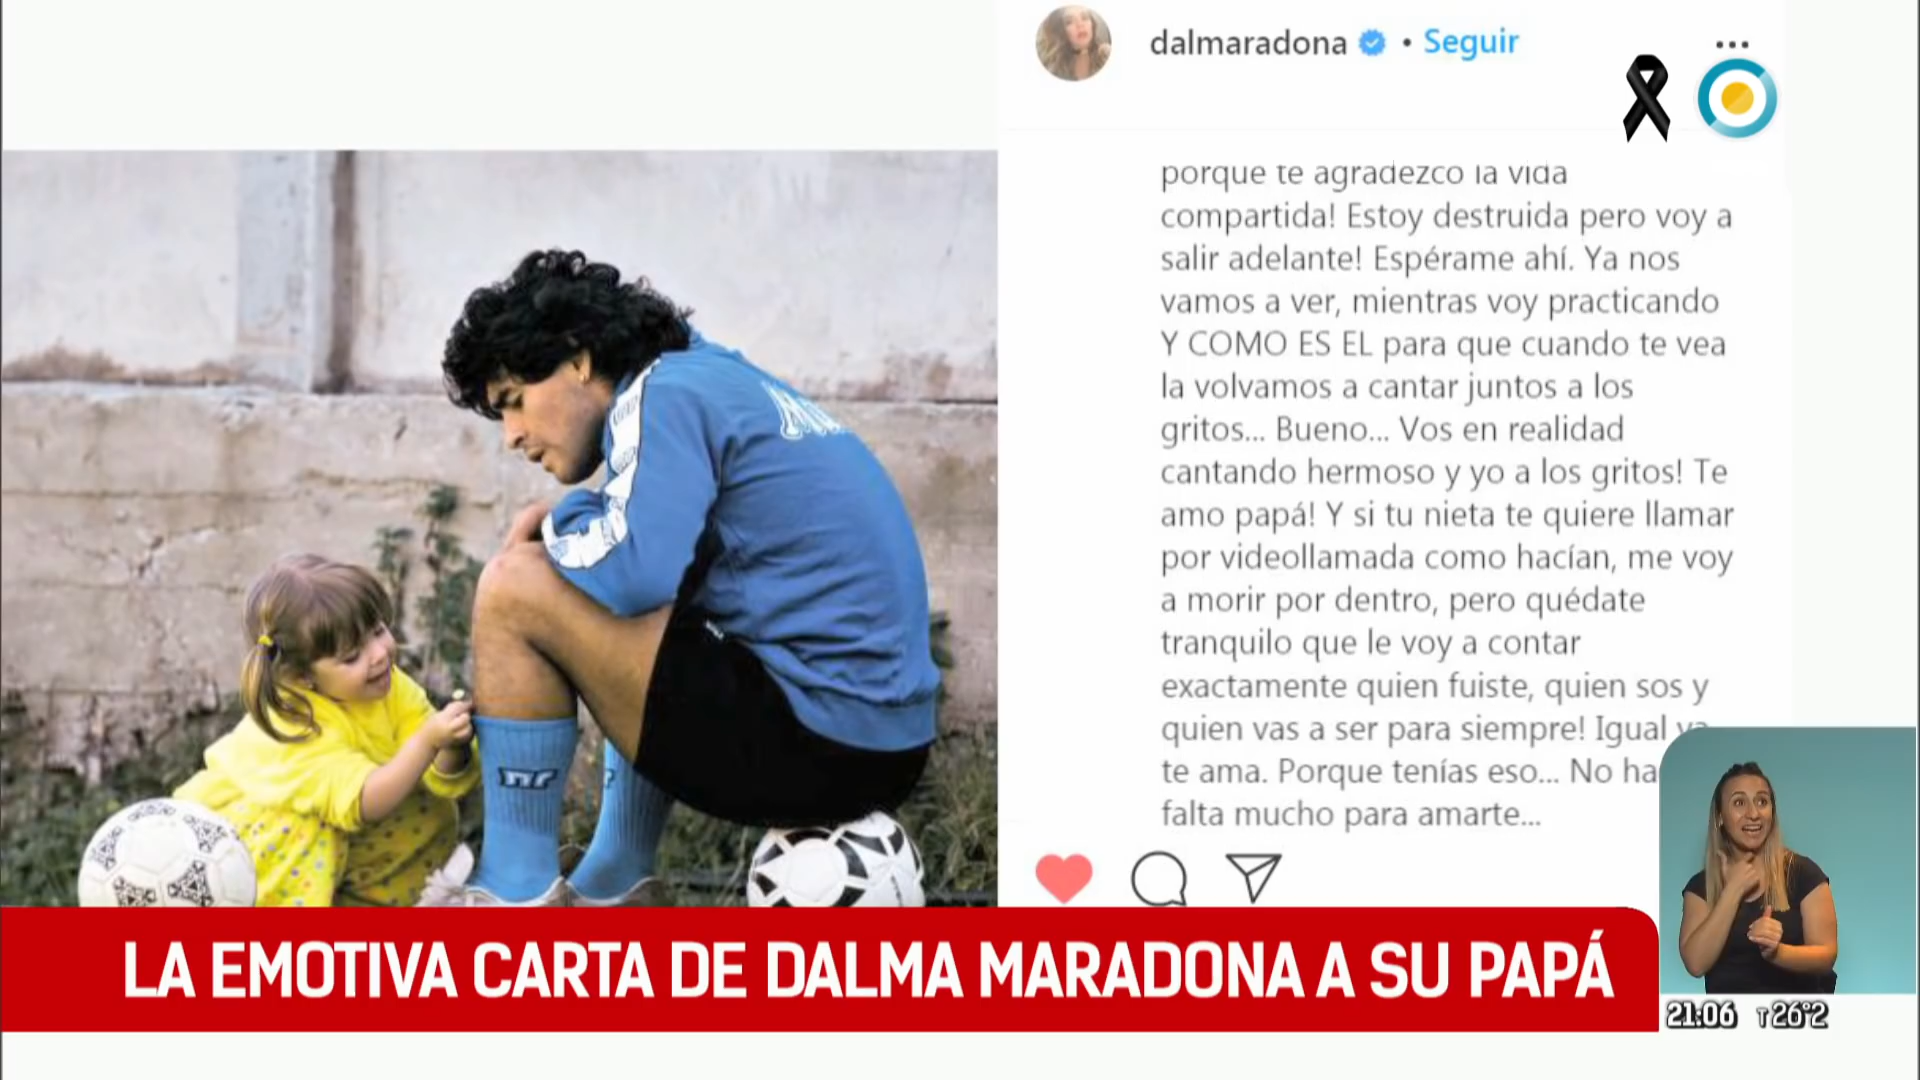 dalmaradona • Seguir
porque te agradezco la vida
compartida! Estoy destruida pero voy a
salir adelante! Espérame ahí. Ya nos
vamos a ver, mientras voy practicando
Y COMO ES EL para que cuando te vea
la volvamos a cantar juntos a los
gritos... Bueno... Vos en realidad
cantando hermoso y yo a los gritos! Te
amo papá! Y si tu nieta te quiere llamar
por videollamada como hacían, me voy
a morir por dentro, pero quédate
tranquilo que le voy a contar
exactamente quien fuiste, quien sos y
quien vas a ser para siempre! Igual
te ama. Porque tenías eso... No
falta mucho para amarte...
LA EMOTIVA CARTA DE DALMA MARADONA A SU PAPÁ
21:06 T 26°2